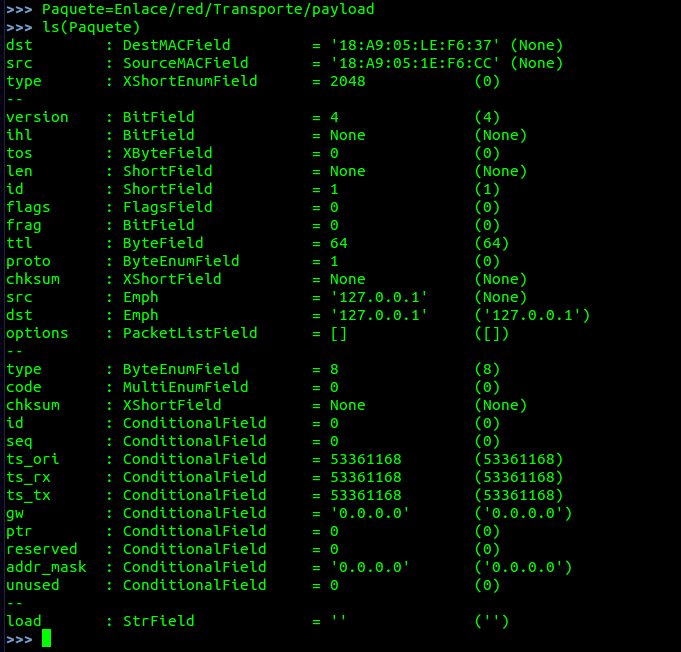 >>> Paquete=Enlace/red/Transporte/payload
>>> ls(Paquete)
dst        : DestMACField         = '18:A9:05:LE:F6:37' (None)
src        : SourceMACField       = '18:A9:05:1E:F6:CC' (None)
type       : XShortEnumField      = 2048            (0)
--
version    : BitField             = 4               (4)
ihl        : BitField             = None            (None)
tos        : XByteField           = 0               (0)
len        : ShortField           = None            (None)
id         : ShortField           = 1               (1)
flags      : FlagsField           = 0               (0)
frag       : BitField             = 0               (0)
ttl        : ByteField            = 64              (64)
proto      : ByteEnumField        = 1               (0)
chksum     : XShortField          = None            (None)
src        : Emph                 = '127.0.0.1'     (None)
dst        : Emph                 = '127.0.0.1'     ('127.0.0.1')
options    : PacketListField      = []              ([])
--
type       : ByteEnumField        = 8               (8)
code       : MultiEnumField       = 0               (0)
chksum     : XShortField          = None            (None)
id         : ConditionalField     = 0               (0)
seq        : ConditionalField     = 0               (0)
ts_ori     : ConditionalField     = 53361168        (53361168)
ts_rx      : ConditionalField     = 53361168        (53361168)
ts_tx      : ConditionalField     = 53361168        (53361168)
gw         : ConditionalField     = '0.0.0.0'       ('0.0.0.0')
ptr        : ConditionalField     = 0               (0)
reserved   : ConditionalField     = 0               (0)
addr_mask  : ConditionalField     = '0.0.0.0'       ('0.0.0.0')
unused     : ConditionalField     = 0               (0)
--
load       : StrField             = ''              ('')
>>>